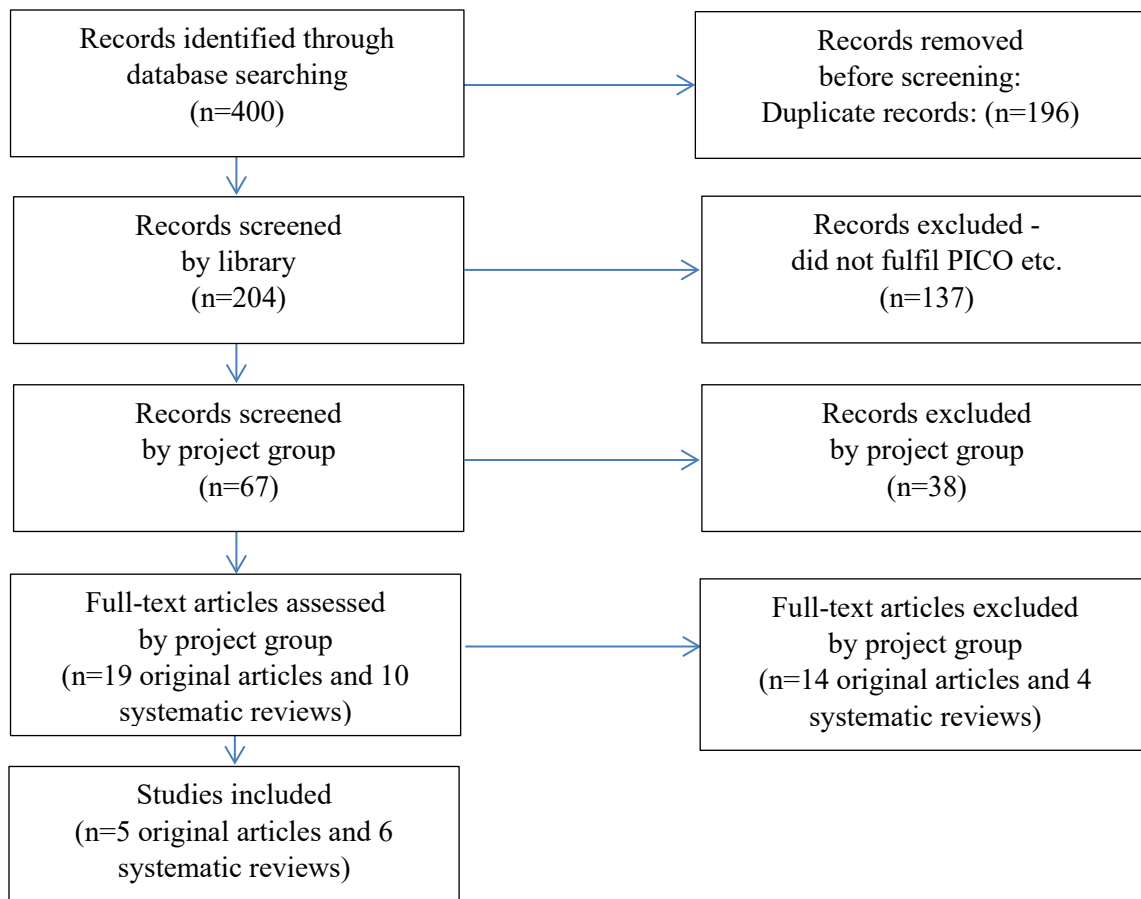 Records identified through
database searching
(n=400)
Records removed
before screening:
Duplicate records: (n=196)
Records screened
by library
(n=204)
Records excluded -
did not fulfil PICO etc.
(n=137)
Records screened
by project group
(n=67)
Records excluded
by project group
(n=38)
Full-text articles assessed
by project group
(n=19 original articles and 10
systematic reviews)
Full-text articles excluded
by project group
(n=14 original articles and 4
systematic reviews)
Studies included
(n=5 original articles and 6
systematic reviews)